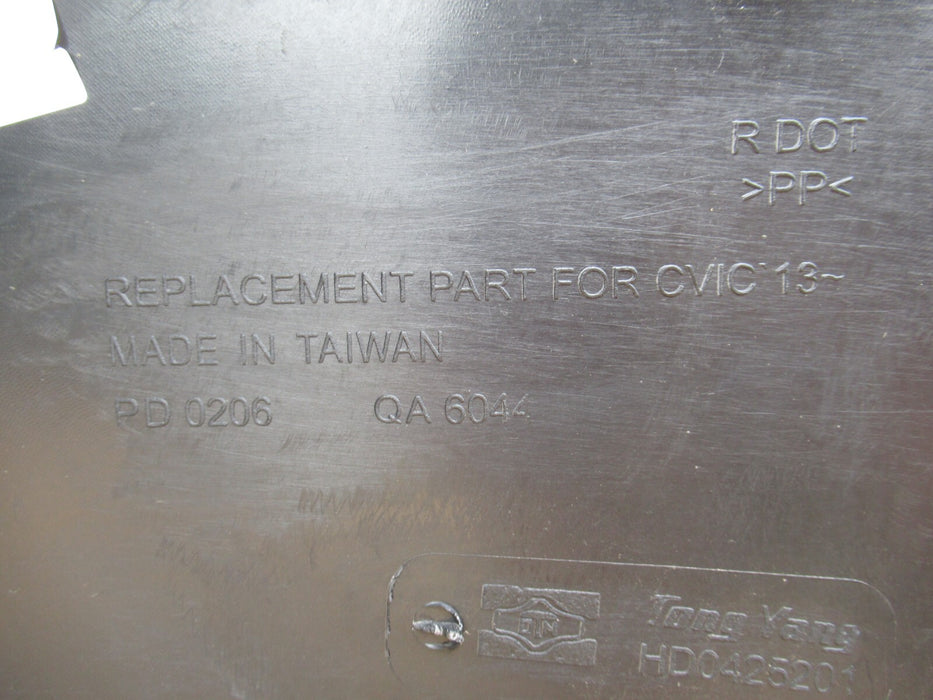 R DOT
>PP<
REPLACEMENT PART FOR CVIC '13~
MADE IN TAIWAN
PD 0206 QA 6044
Tong Yang
HD0425201